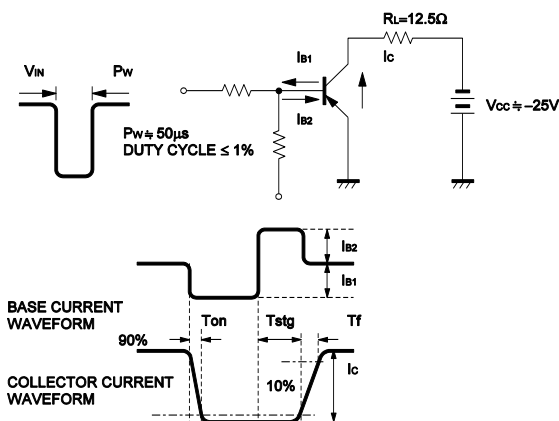 RL=12.5Ω
IB1
IC
VIN
PW
IB2
VCC ≒ –25V
PW ≒ 50μs
DUTY CYCLE ≤ 1%
IB2
IB1
BASE CURRENT
WAVEFORM
Ton
Tstg
Tf
90%
IC
10%
COLLECTOR CURRENT
WAVEFORM